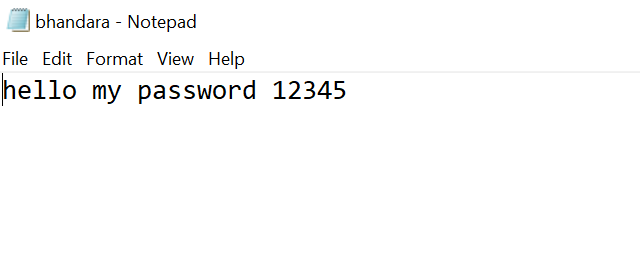 bhandara - Notepad
File Edit Format View Help
hello my password 12345